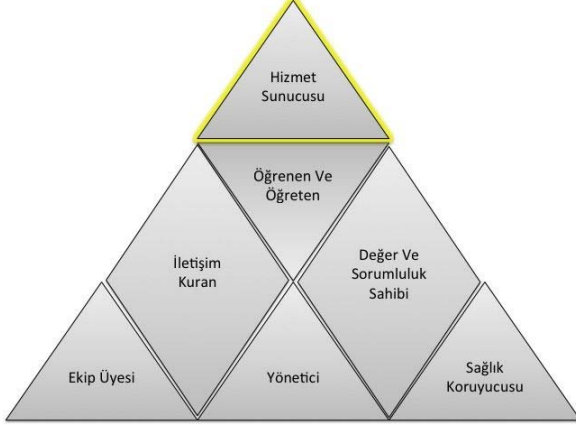 Hizmet
Sunucusu
Öğrenen Ve
Öğreten
İletişim
Kuran
Değer Ve
Sorumluluk
Sahibi
Ekip Üyesi
Yönetici
Sağlık
Koruyucusu